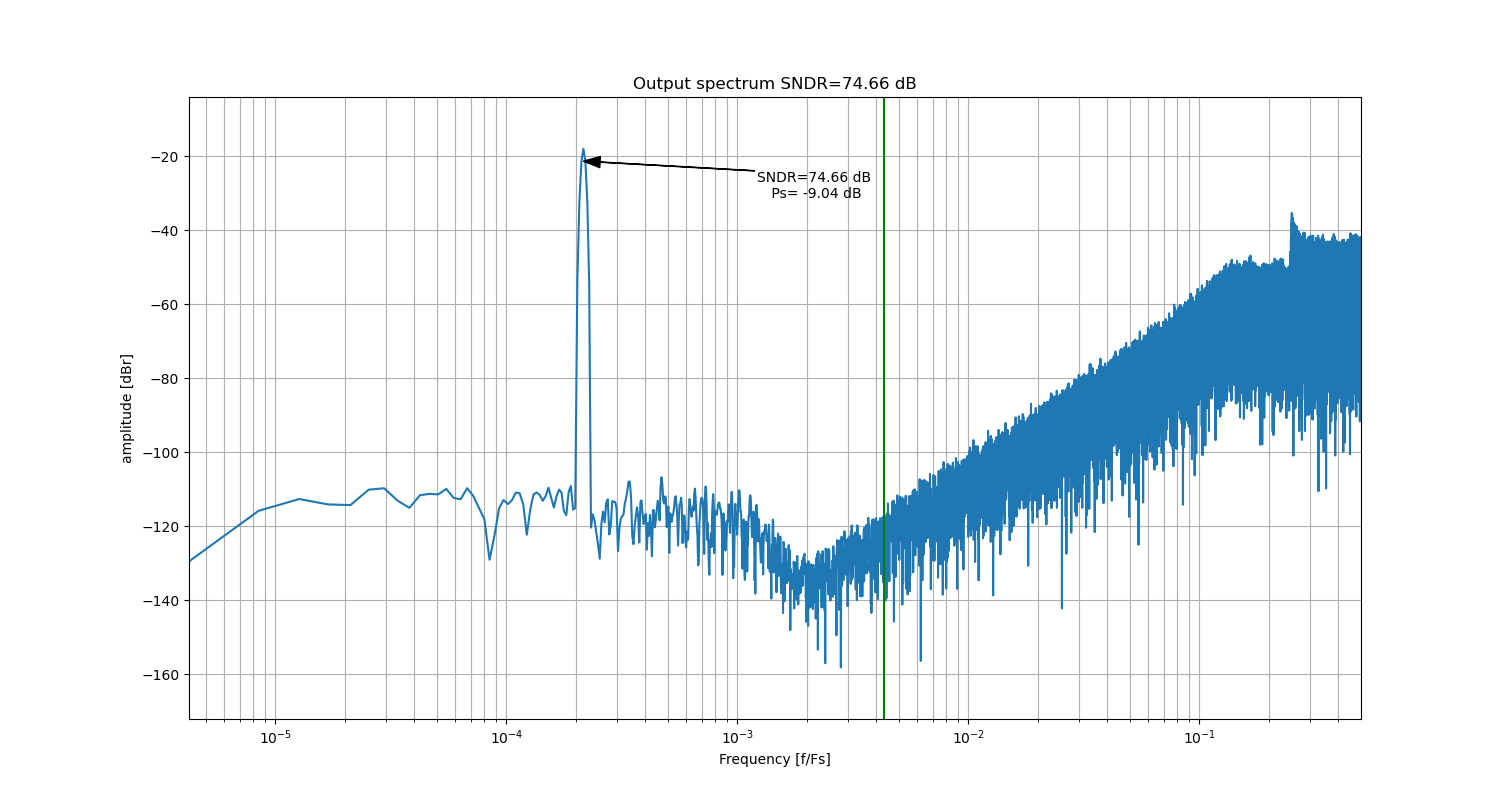 Output spectrum SNDR=74.66 dB
−20
−40
−60
−80
−100
−120
−140
−160
amplitude [dBr]
SNDR=74.66 dB
Ps= -9.04 dB
10⁻⁵
10⁻⁴
10⁻³
10⁻²
10⁻¹
Frequency [f/Fs]